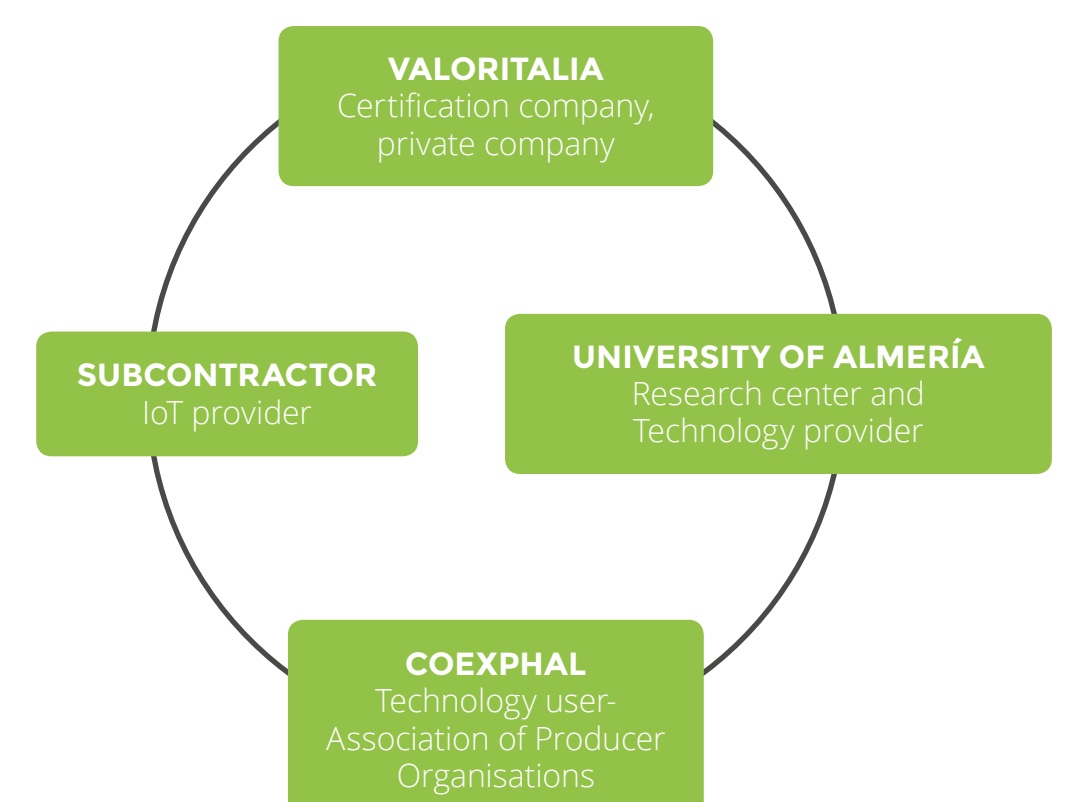 VALORITALIA
Certification company,
private company
SUBCONTRACTOR
IoT provider
UNIVERSITY OF ALMERÍA
Research center and
Technology provider
COEXPHAL
Technology user-
Association of Producer
Organisations